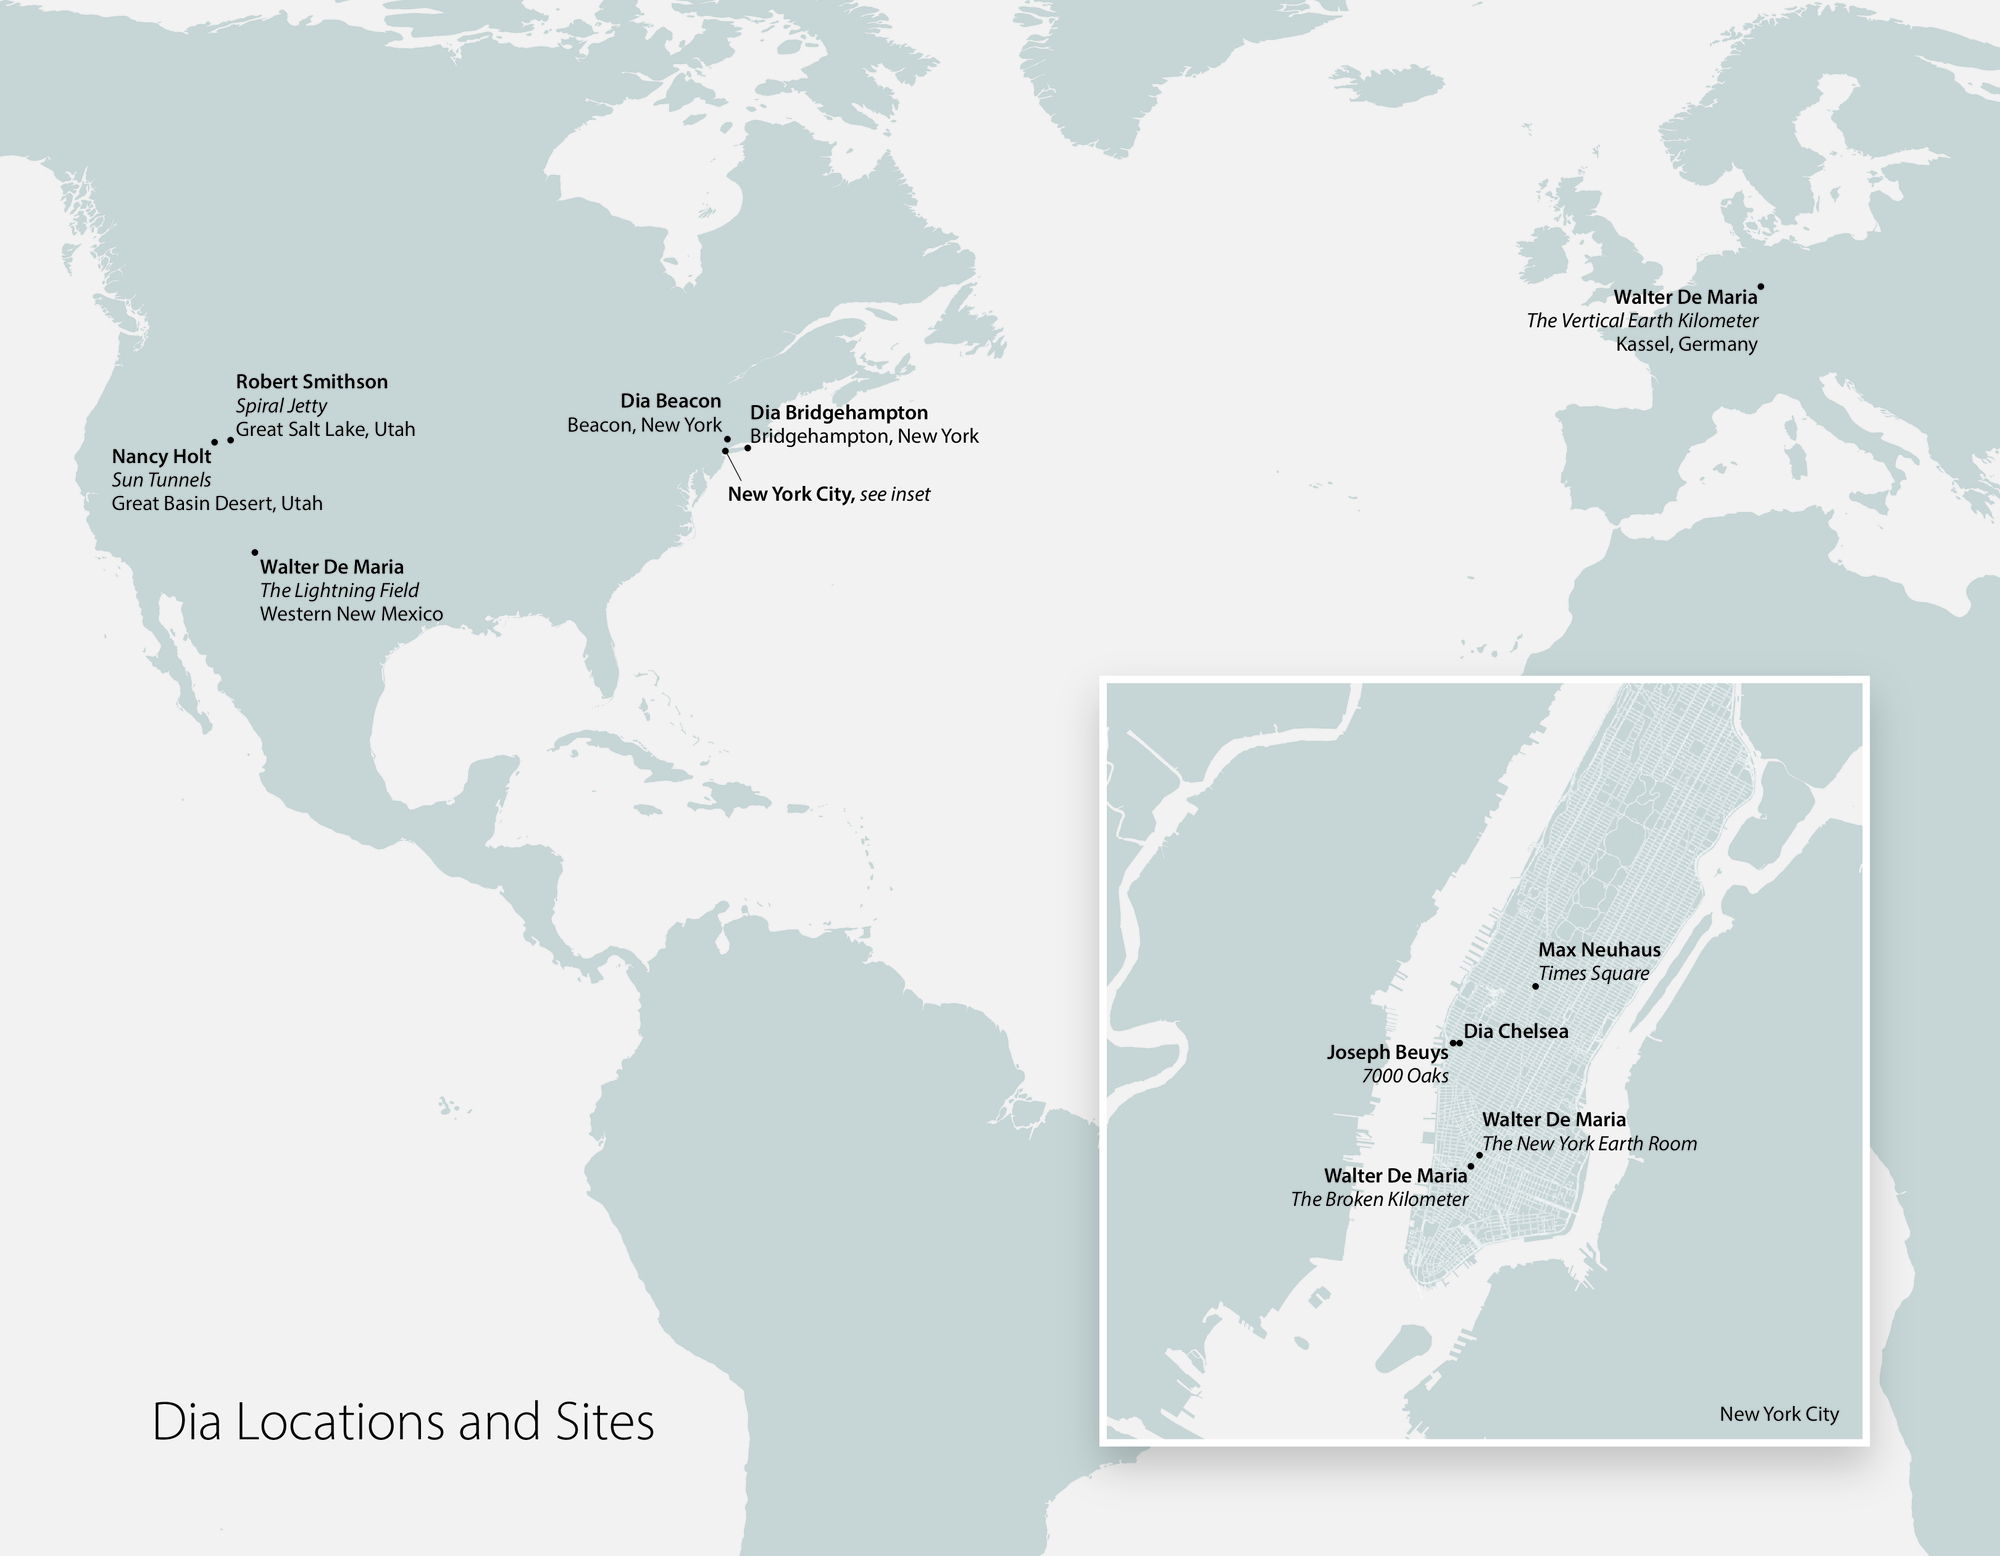 Robert Smithson
Spiral Jetty
Great Salt Lake, Utah
Nancy Holt
Sun Tunnels
Great Basin Desert, Utah
Walter De Maria
The Lightning Field
Western New Mexico
Dia Beacon
Beacon, New York
Dia Bridgehampton
Bridgehampton, New York
New York City, see inset
Walter De Maria
The Vertical Earth Kilometer
Kassel, Germany
Max Neuhaus
Times Square
Dia Chelsea
Joseph Beuys
7000 Oaks
Walter De Maria
The New York Earth Room
Walter De Maria
The Broken Kilometer
New York City
Dia Locations and Sites